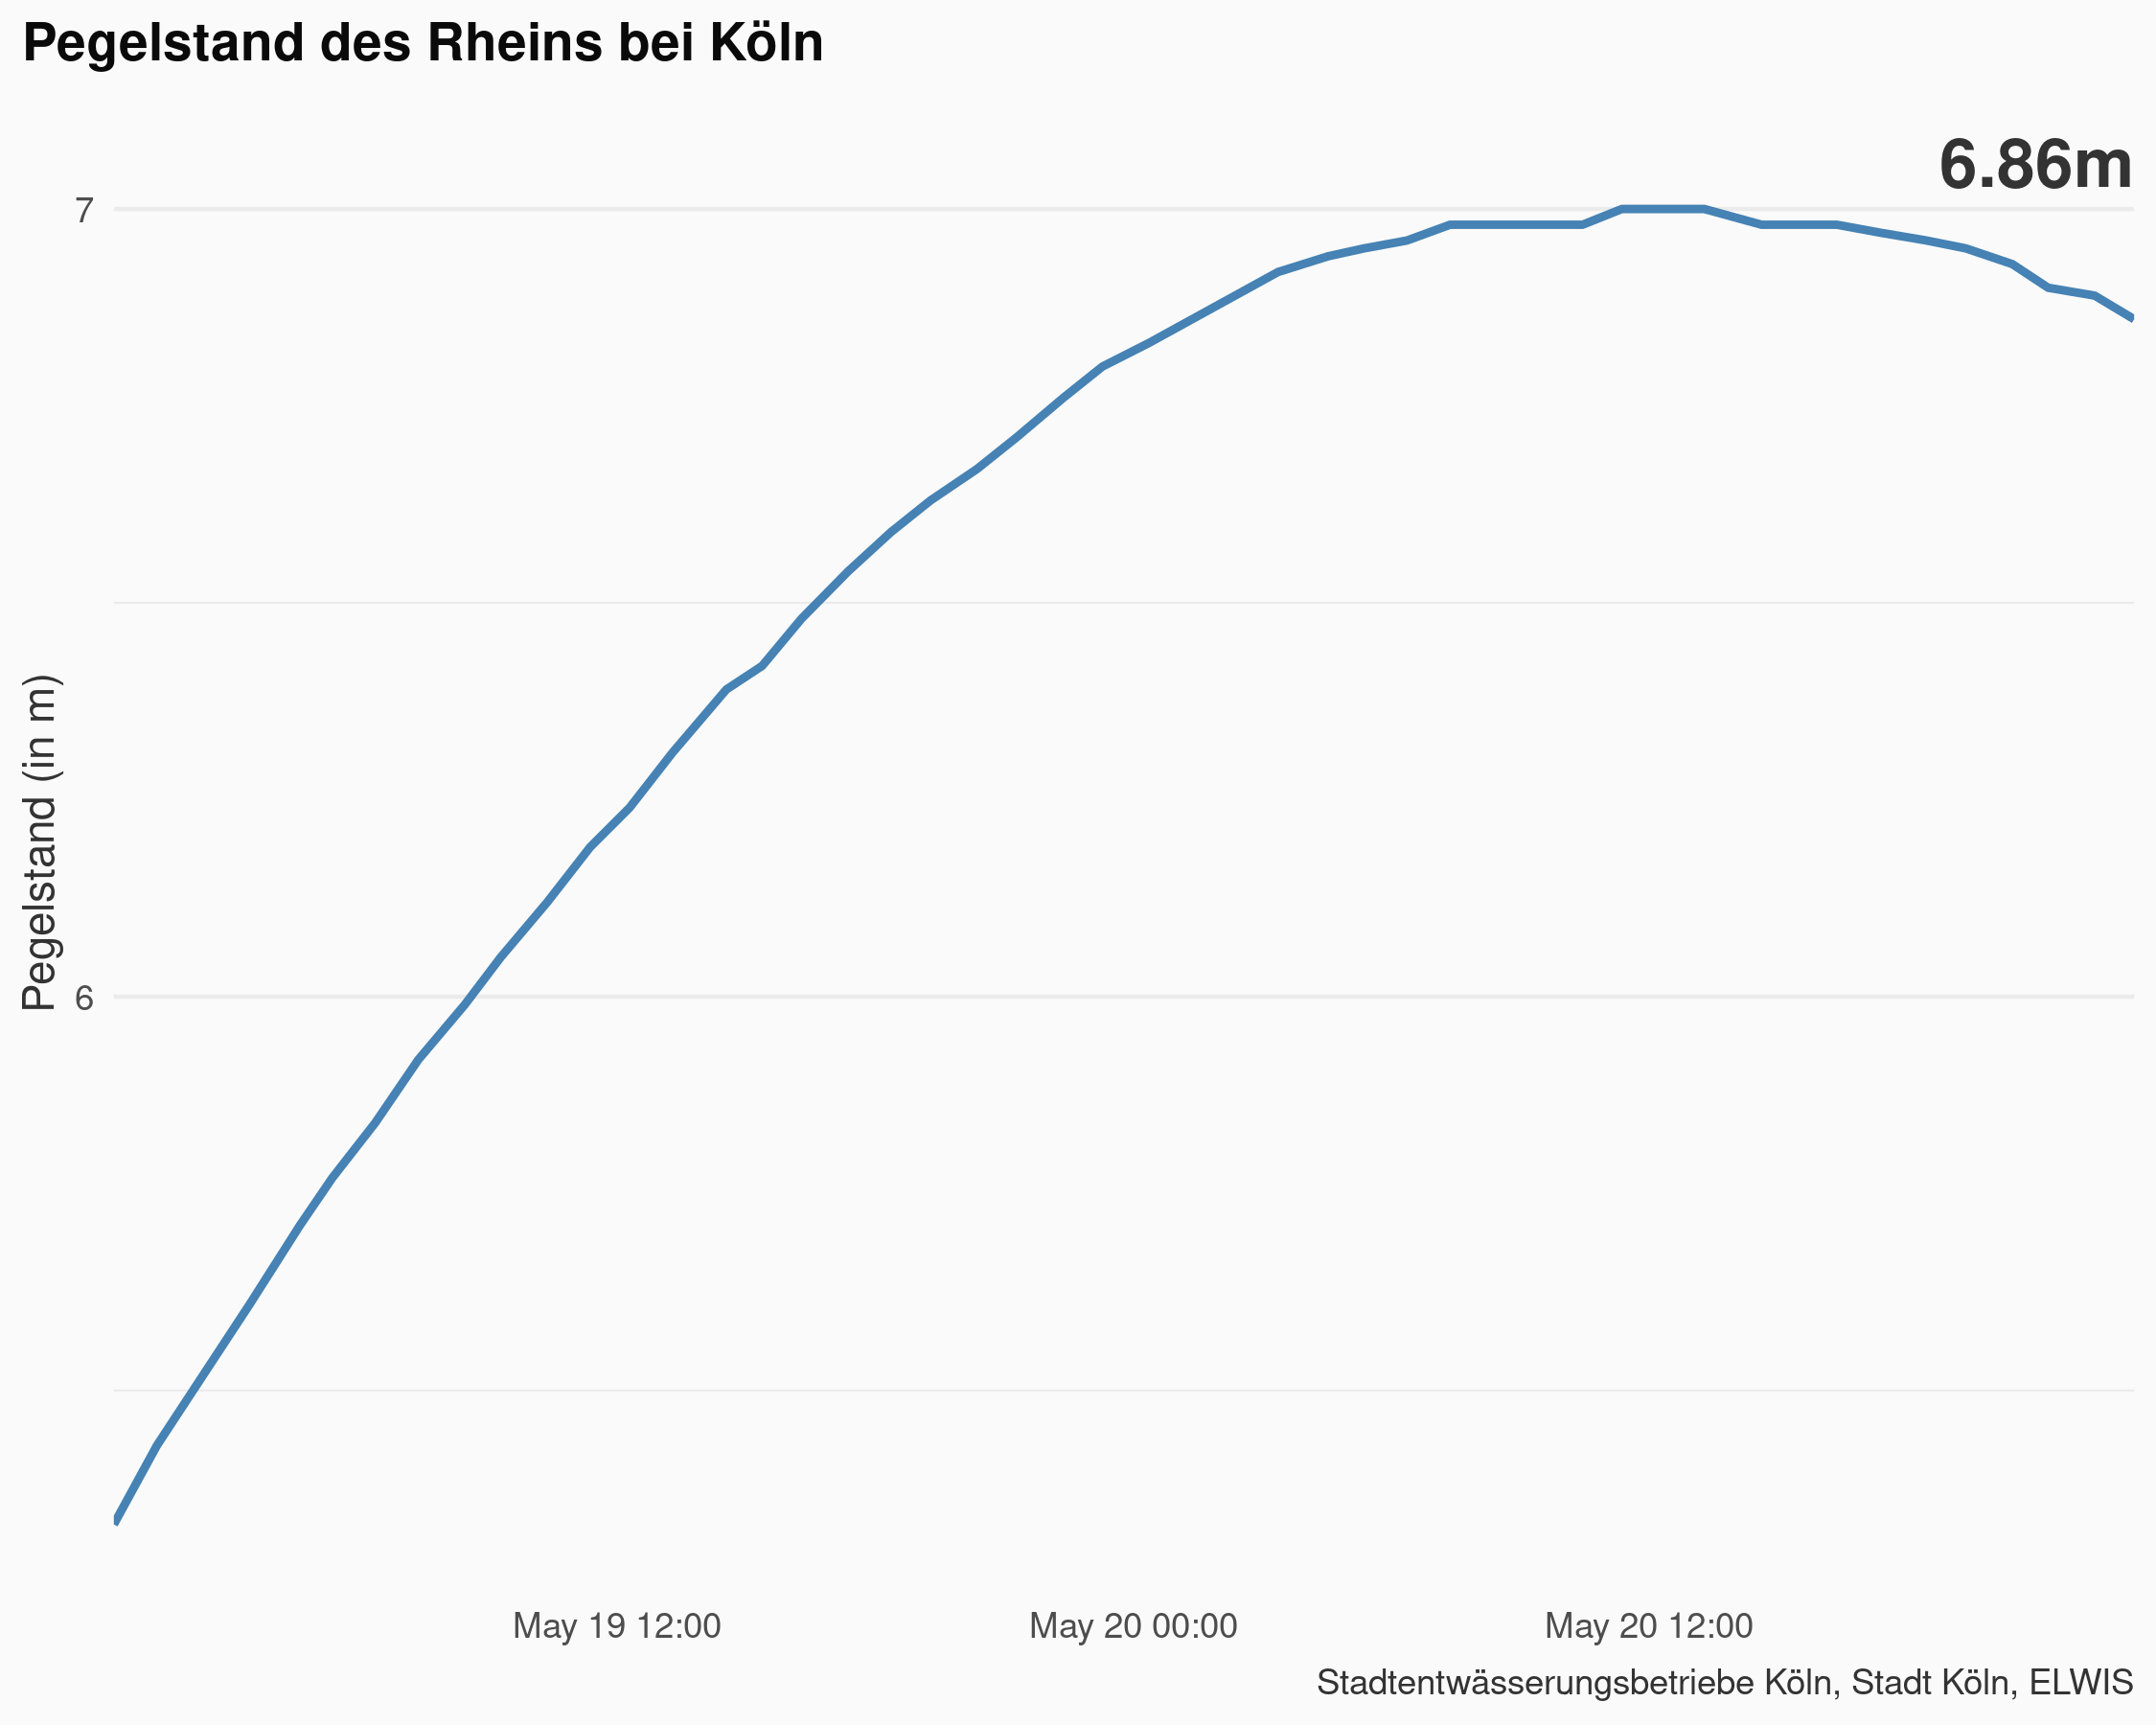 Pegelstand des Rheins bei Köln
6.86m
7
6
Pegelstand (in m)
May 19 12:00
May 20 00:00
May 20 12:00
Stadtentwässerungsbetriebe Köln, Stadt Köln, ELWIS